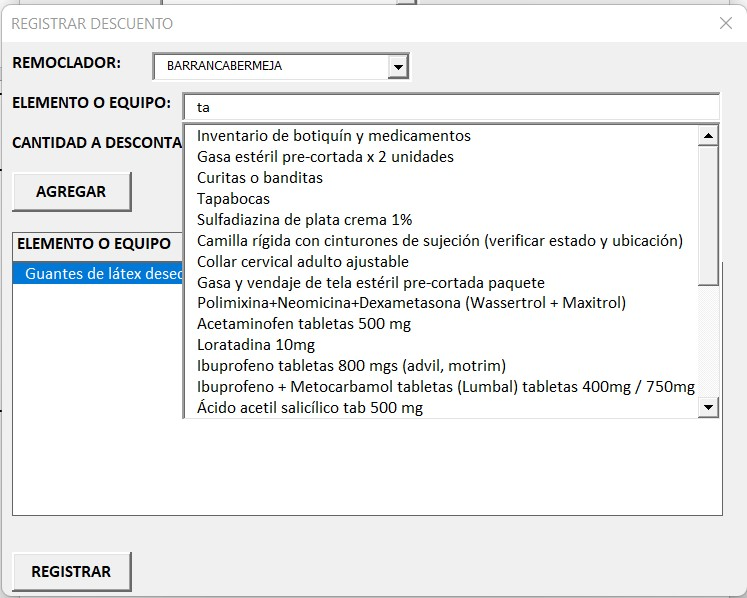 REGISTRAR DESCUENTO
REMOCLADOR:
BARRANCABERMEJA
ELEMENTO O EQUIPO:
ta
CANTIDAD A DESCONTA
Inventario de botiquín y medicamentos
Gasa estéril pre-cortada x 2 unidades
Curitas o banditas
Tapabocas
Sulfadiazina de plata crema 1%
Camilla rígida con cinturones de sujeción (verificar estado y ubicación)
Collar cervical adulto ajustable
Gasa y vendaje de tela estéril pre-cortada paquete
Polimixina+Neomicina+Dexametasona (Wassertrol + Maxitrol)
Acetaminofen tabletas 500 mg
Loratadina 10mg
Ibuprofeno tabletas 800 mgs (advil, motrim)
Ibuprofeno + Metocarbamol tabletas (Lumbal) tabletas 400mg / 750mg
Ácido acetil salicílico tab 500 mg
AGREGAR
ELEMENTO O EQUIPO
Guantes de látex desec
REGISTRAR